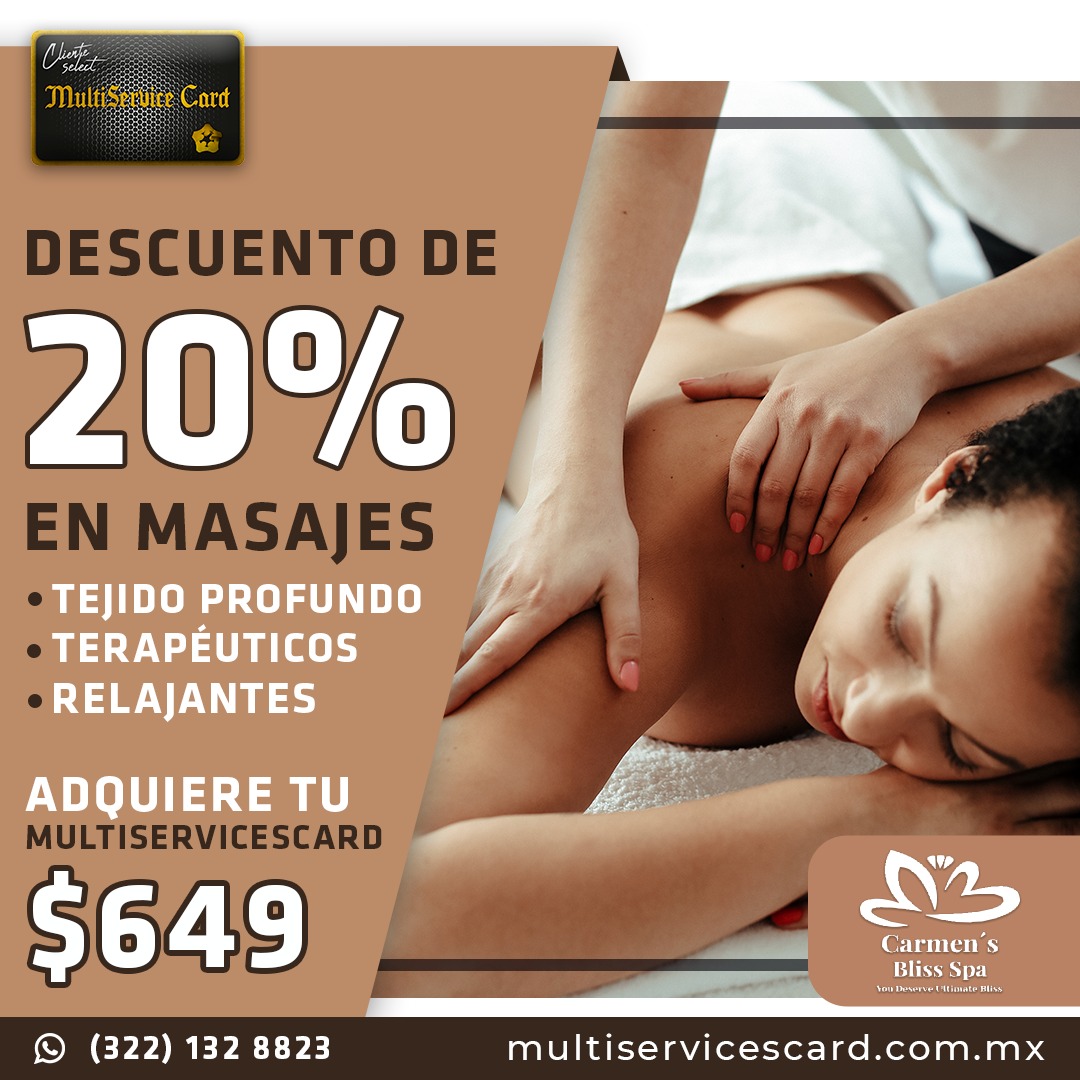 Cliente
select
MultiService Card
DESCUENTO DE
20%
EN MASAJES
• TEJIDO PROFUNDO
• TERAPÉUTICOS
• RELAJANTES
ADQUIERE TU
MULTISERVICESCARD
$649
Carmen´s
Bliss Spa
You Deserve Ultimate Bliss
(322) 132 8823
multiservicescard.com.mx